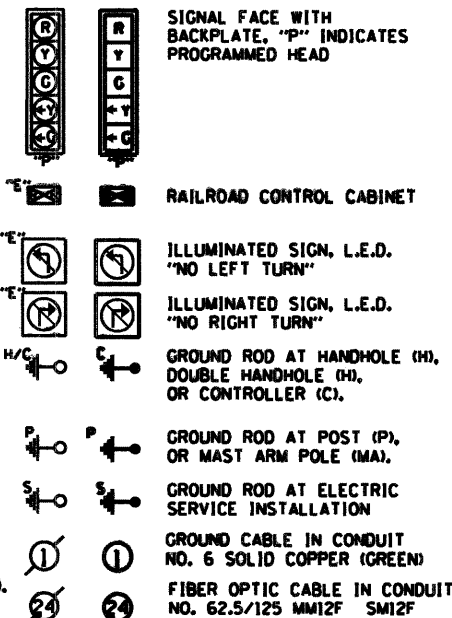 SIGNAL FACE WITH
BACKPLATE. "P" INDICATES
PROGRAMMED HEAD
R R
Y Y
G G
←Y ←Y
←G ←G
"P" "P"
"E"
RAILROAD CONTROL CABINET
"E"
ILLUMINATED SIGN, L.E.D.
"NO LEFT TURN"
"E"
ILLUMINATED SIGN, L.E.D.
"NO RIGHT TURN"
H/C C
GROUND ROD AT HANDHOLE (H),
DOUBLE HANDHOLE (H),
OR CONTROLLER (C).
P P
GROUND ROD AT POST (P),
OR MAST ARM POLE (MA).
S S
GROUND ROD AT ELECTRIC
SERVICE INSTALLATION
1 1
GROUND CABLE IN CONDUIT
NO. 6 SOLID COPPER (GREEN)
24 24
FIBER OPTIC CABLE IN CONDUIT
NO. 62.5/125 MM12F SM12F